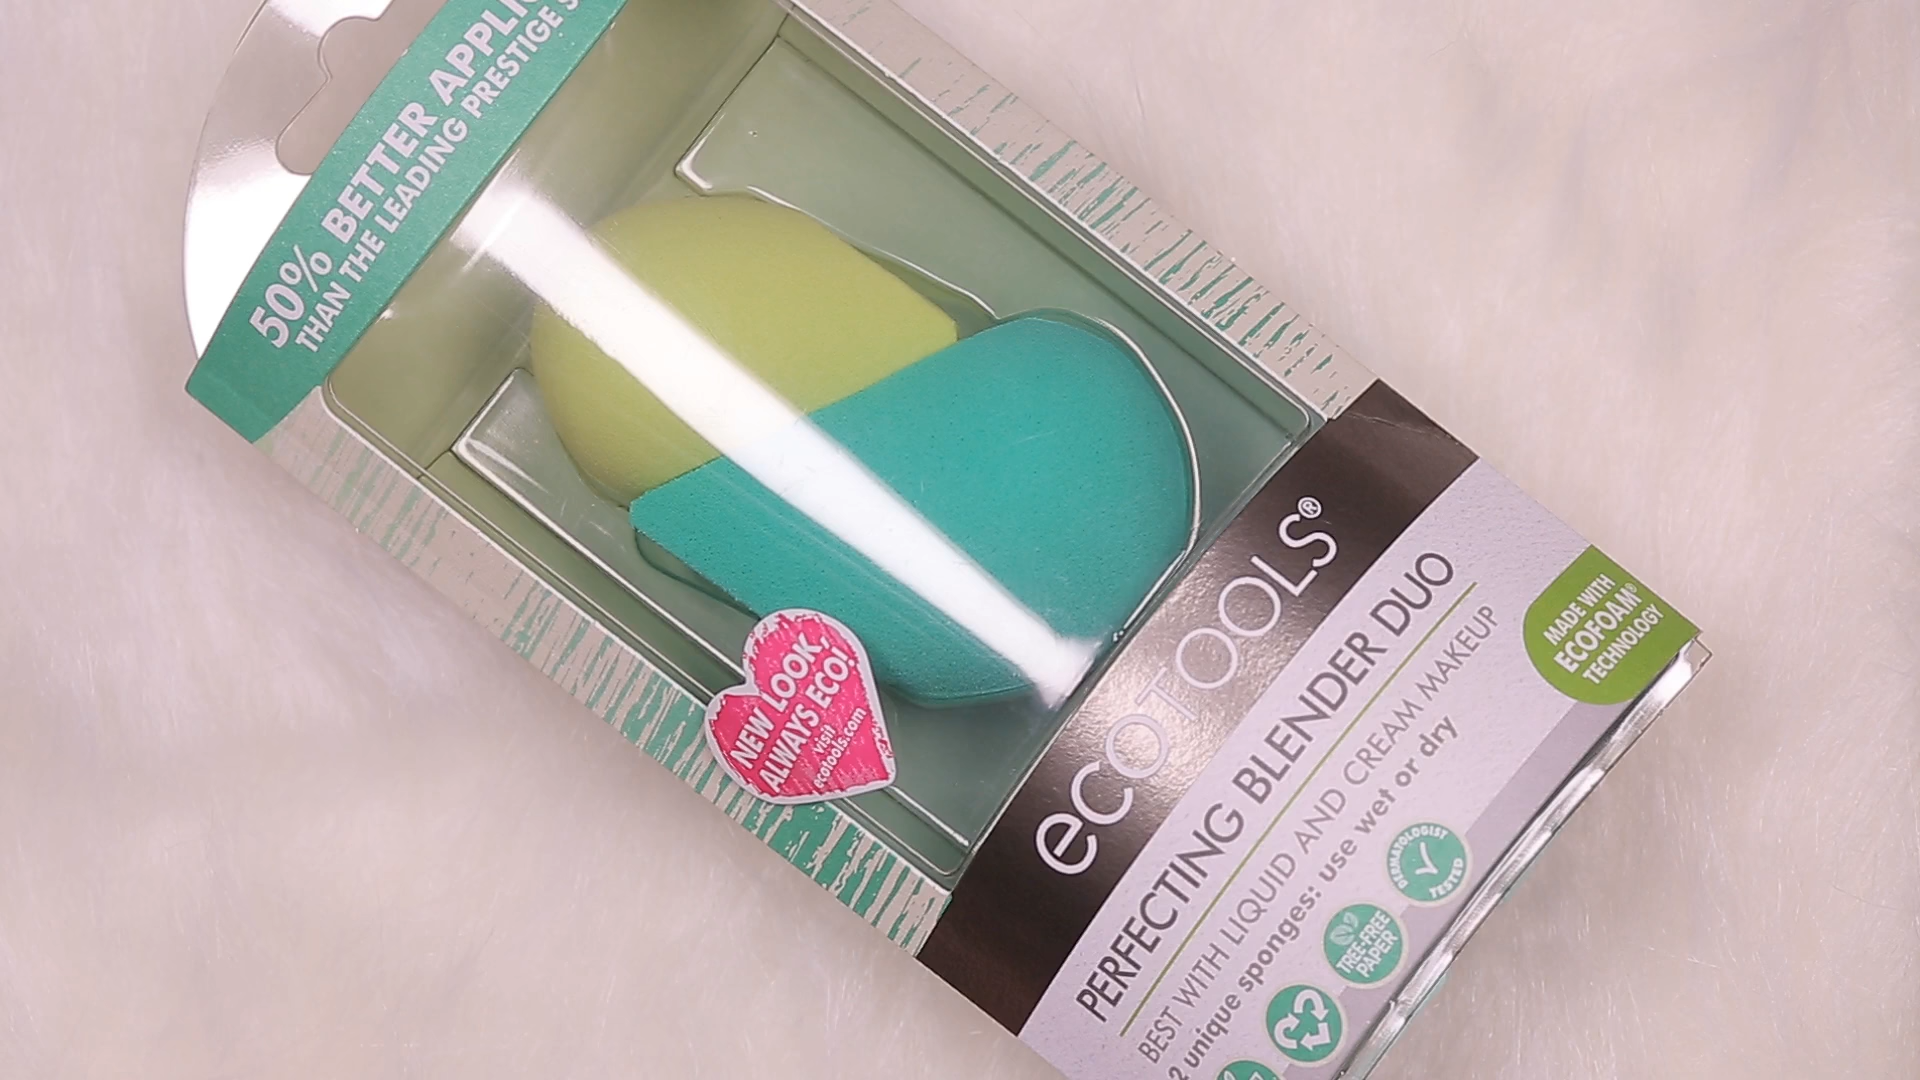 50% BETTER
THAN THE LEADING PRESTIGE
NEW LOOK,
ALWAYS ECO!
visit
ecotools.com
ecoTOOLS®
PERFECTING BLENDER DUO
BEST WITH LIQUID AND CREAM MAKEUP
2 unique sponges: use wet or dry
MADE WITH
ECOFOAM®
TECHNOLOGY
DERMATOLOGIST
TESTED
TREE-FREE
PAPER